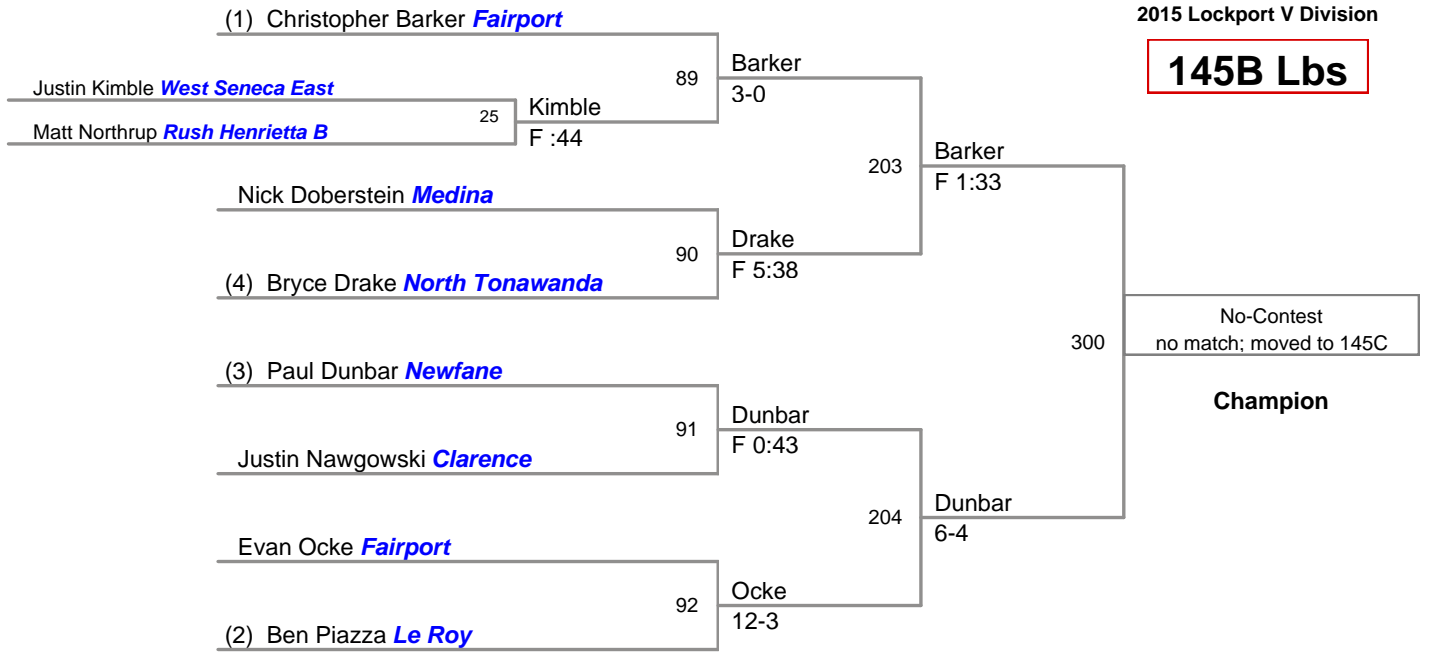 2015 Lockport V Division
145B Lbs
(1) Christopher Barker Fairport
Justin Kimble West Seneca East
Matt Northrup Rush Henrietta B
25
Kimble
F :44
89
Barker
3-0
Nick Doberstein Medina
(4) Bryce Drake North Tonawanda
90
Drake
F 5:38
203
Barker
F 1:33
(3) Paul Dunbar Newfane
Justin Nawgowski Clarence
91
Dunbar
F 0:43
Evan Ocke Fairport
(2) Ben Piazza Le Roy
92
Ocke
12-3
204
Dunbar
6-4
300
No-Contest
no match; moved to 145C
Champion